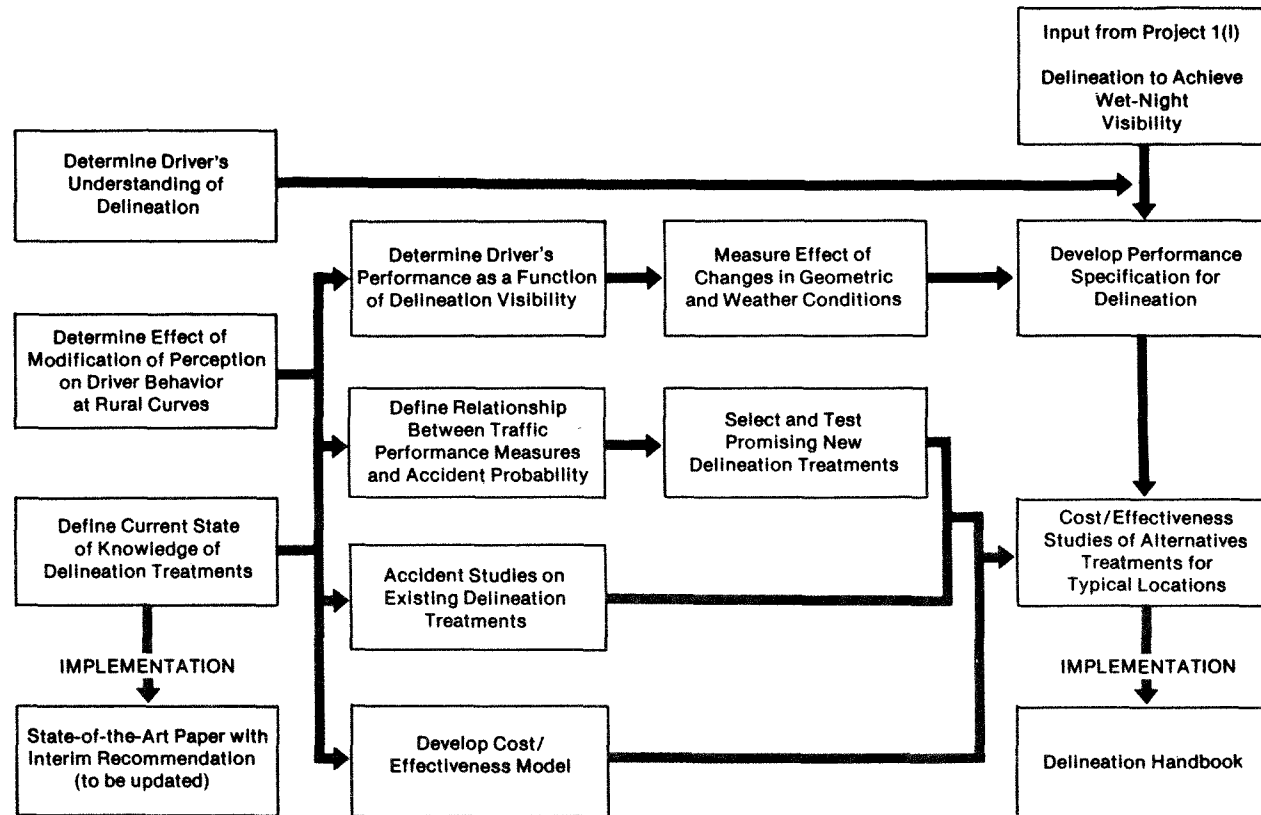 Input from Project 1(I)
Delineation to Achieve
Wet-Night
Visibility
Determine Driver's
Understanding of
Delineation
Determine Driver's
Performance as a Function
of Delineation Visibility
Measure Effect of
Changes in Geometric
and Weather Conditions
Develop Performance
Specification for
Delineation
Determine Effect of
Modification of Perception
on Driver Behavior
at Rural Curves
Define Relationship
Between Traffic
Performance Measures
and Accident Probability
Select and Test
Promising New
Delineation Treatments
Define Current State
of Knowledge of
Delineation Treatments
Accident Studies on
Existing Delineation
Treatments
Cost/Effectiveness
Studies of Alternatives
Treatments for
Typical Locations
IMPLEMENTATION
IMPLEMENTATION
State-of-the-Art Paper with
Interim Recommendation
(to be updated)
Develop Cost/
Effectiveness Model
Delineation Handbook